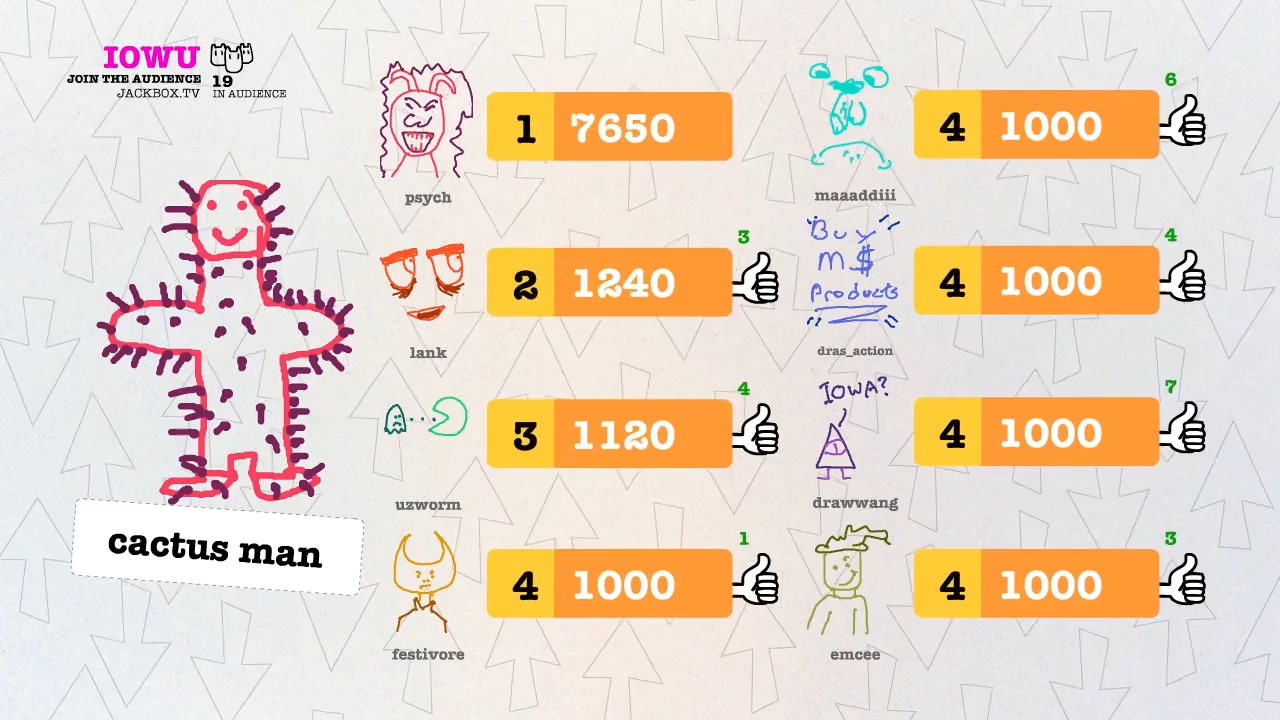 IOWU
JOIN THE AUDIENCE
JACKBOX.TV
19
IN AUDIENCE
cactus man
1 7650
psych
3
2 1240
lank
4
3 1120
uzworm
1
4 1000
festivore
6
4 1000
maaaddiii
Buy
M$
Products
4
4 1000
dras_action
IOWA?
7
4 1000
drawwang
3
4 1000
emcee